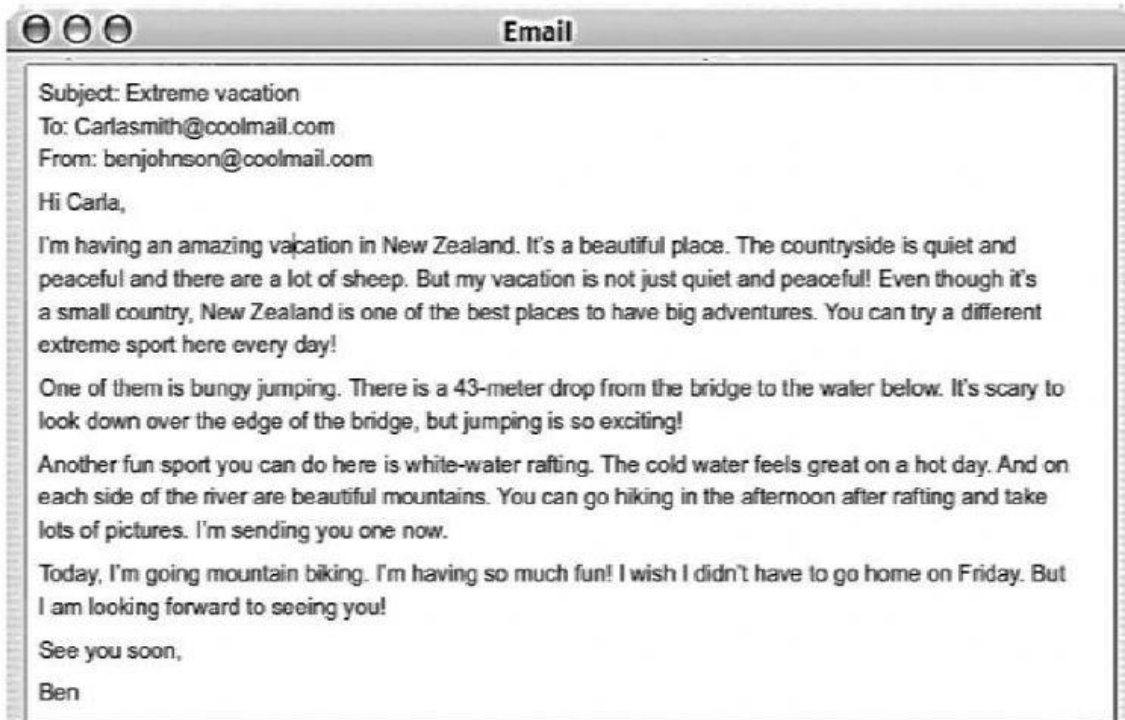 Email
Subject: Extreme vacation
To: Carlasmith@coolmail.com
From: benjohnson@coolmail.com
Hi Carla,
I'm having an amazing vacation in New Zealand. It's a beautiful place. The countryside is quiet and
peaceful and there are a lot of sheep. But my vacation is not just quiet and peaceful! Even though it's
a small country, New Zealand is one of the best places to have big adventures. You can try a different
extreme sport here every day!
One of them is bungy jumping. There is a 43-meter drop from the bridge to the water below. It's scary to
look down over the edge of the bridge, but jumping is so exciting!
Another fun sport you can do here is white-water rafting. The cold water feels great on a hot day. And on
each side of the river are beautiful mountains. You can go hiking in the afternoon after rafting and take
lots of pictures. I'm sending you one now.
Today, I'm going mountain biking. I'm having so much fun! I wish I didn't have to go home on Friday. But
I am looking forward to seeing you!
See you soon,
Ben